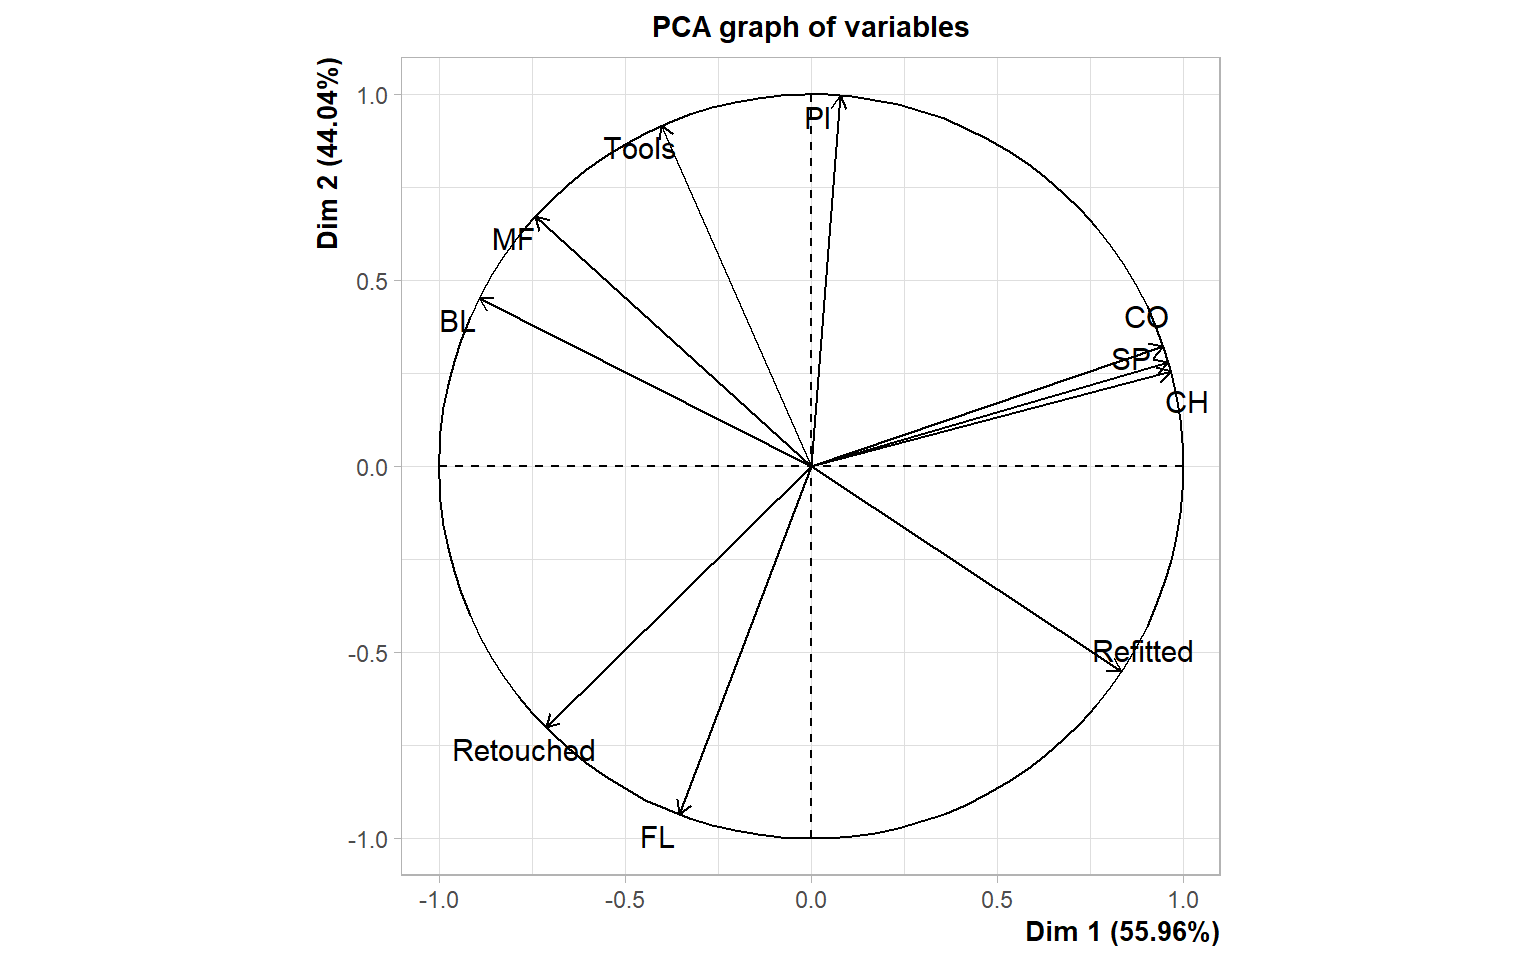 PCA graph of variables
Dim 2 (44.04%)
1.0
0.5
0.0
-0.5
-1.0
PI
Tools
MF
BL
CO
SP
CH
Refitted
Retouched
FL
-1.0
-0.5
0.0
0.5
1.0
Dim 1 (55.96%)